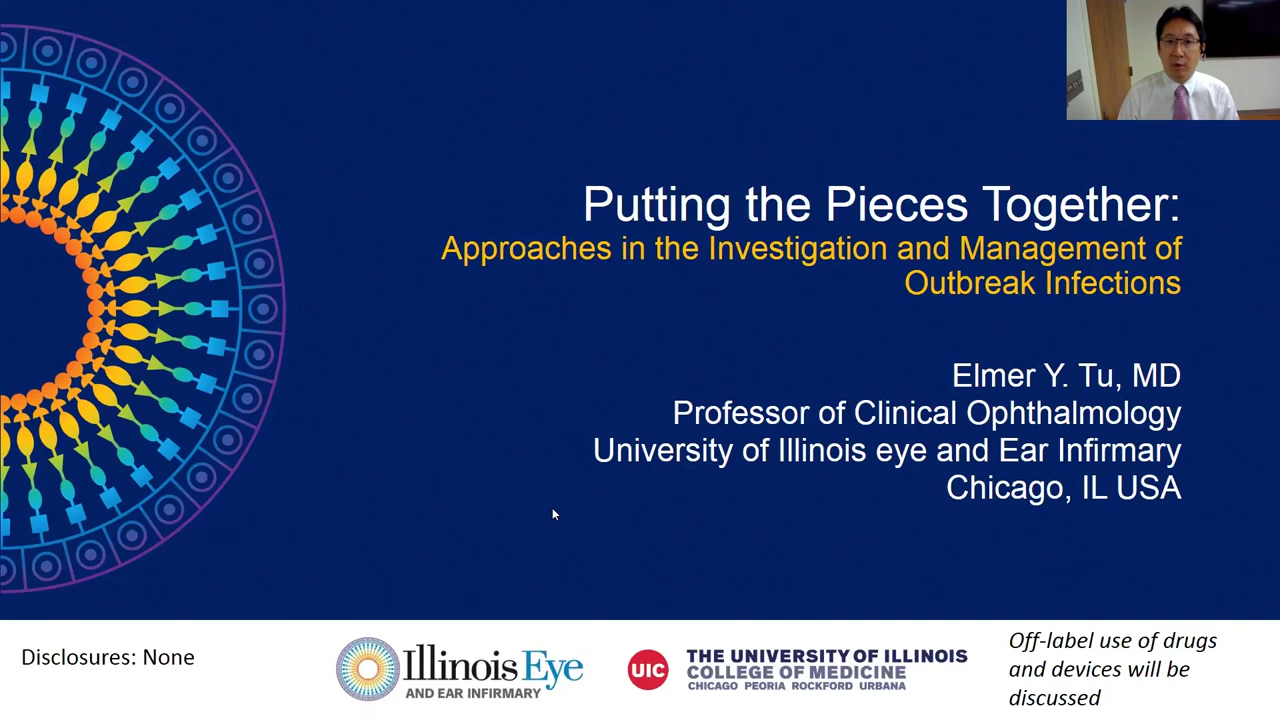 Putting the Pieces Together:
Approaches in the Investigation and Management of
Outbreak Infections
Elmer Y. Tu, MD
Professor of Clinical Ophthalmology
University of Illinois eye and Ear Infirmary
Chicago, IL USA
Disclosures: None
Illinois Eye
AND EAR INFIRMARY
UIC
THE UNIVERSITY OF ILLINOIS
COLLEGE OF MEDICINE
CHICAGO PEORIA ROCKFORD URBANA
Off-label use of drugs
and devices will be
discussed